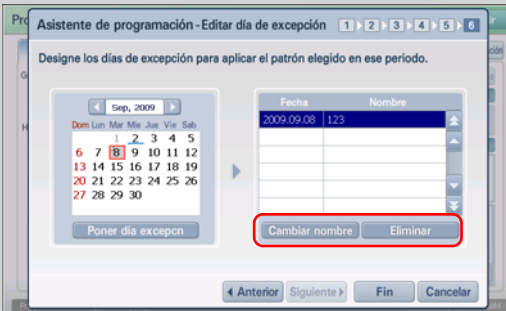 Asistente de programación - Editar día de excepción 1 2 3 4 5 6
Designe los días de excepción para aplicar el patrón elegido en ese periodo.
Sep, 2009
Dom Lun Mar Mie Jue Vie Sab
1 2 3 4 5
6 7 8 9 10 11 12
13 14 15 16 17 18 19
20 21 22 23 24 25 26
27 28 29 30
Poner día excepcn
Fecha Nombre
2009.09.08 123
Cambiar nombre Eliminar
Anterior Siguiente Fin Cancelar